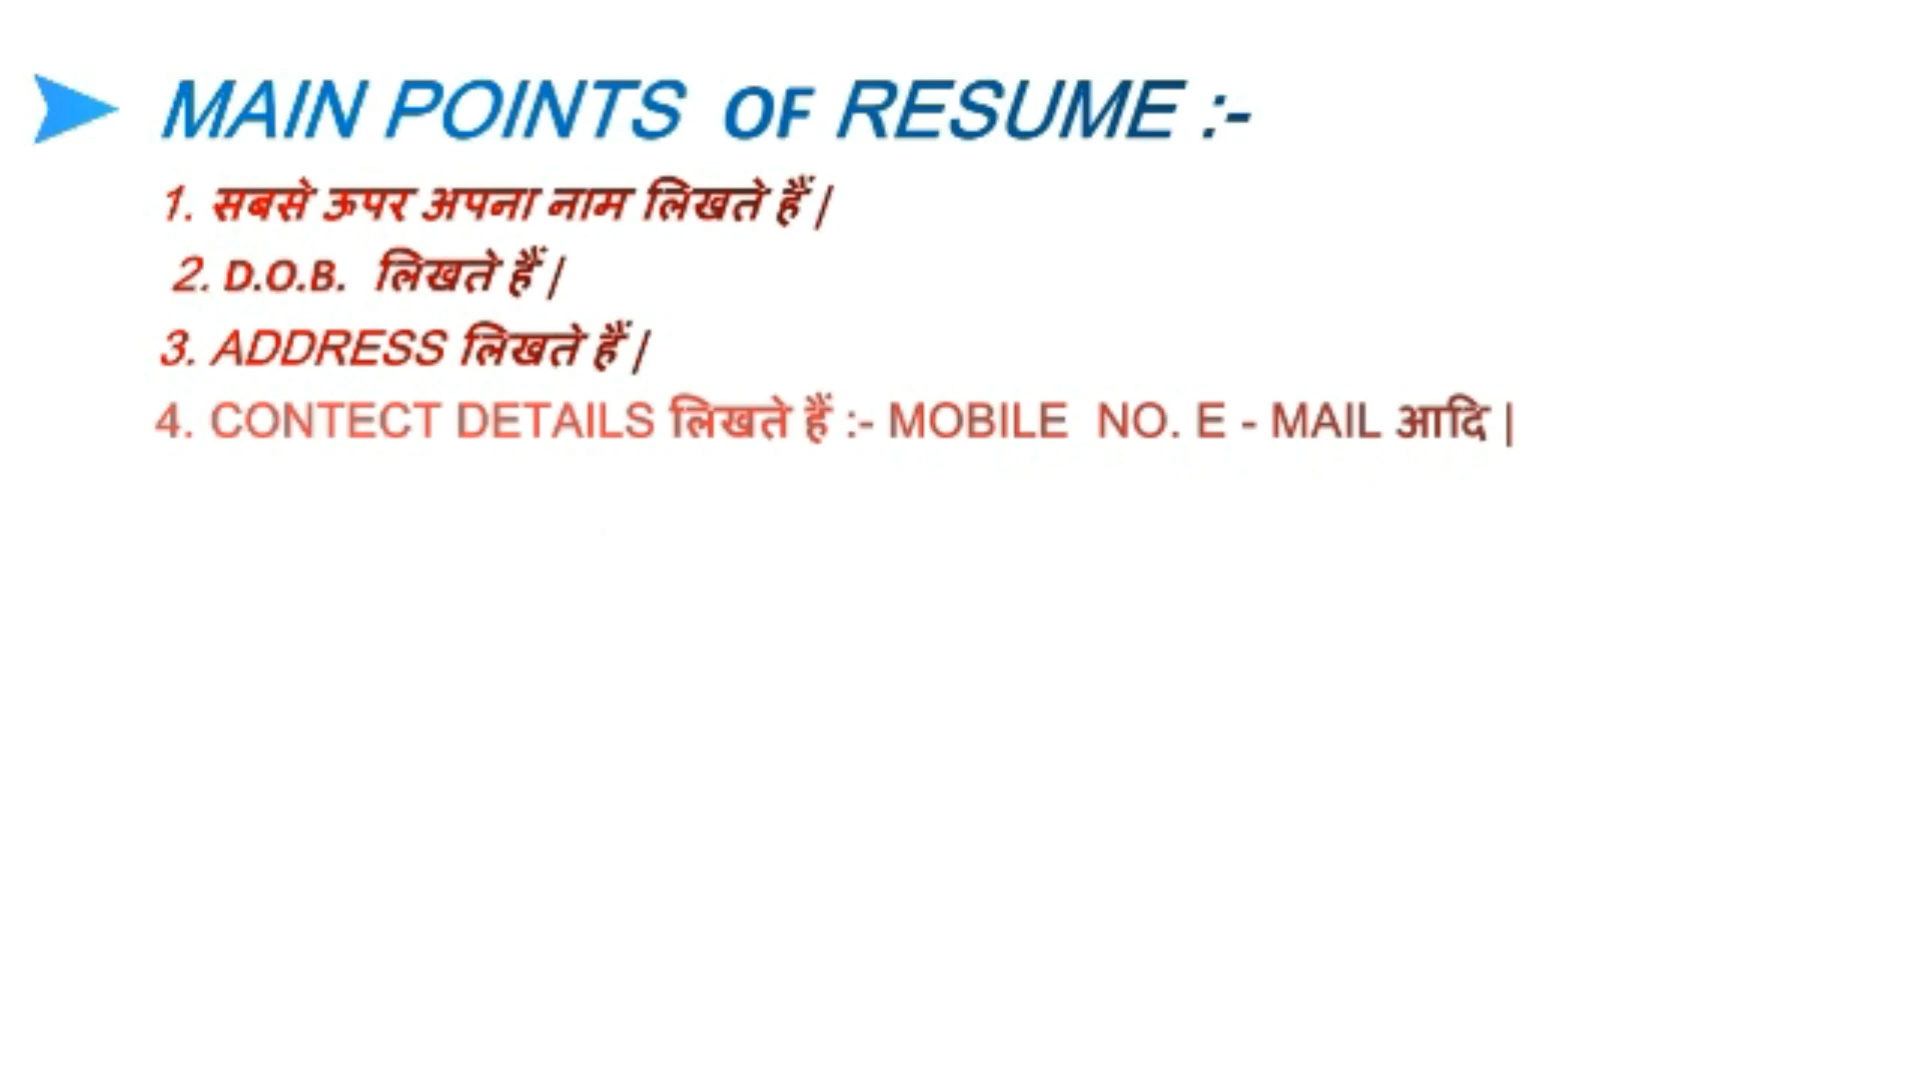 MAIN POINTS OF RESUME :-
1. सबसे ऊपर अपना नाम लिखते हैं |
2. D.O.B. लिखते हैं |
3. ADDRESS लिखते हैं |
4. CONTECT DETAILS लिखते हैं :- MOBILE NO. E - MAIL आदि |